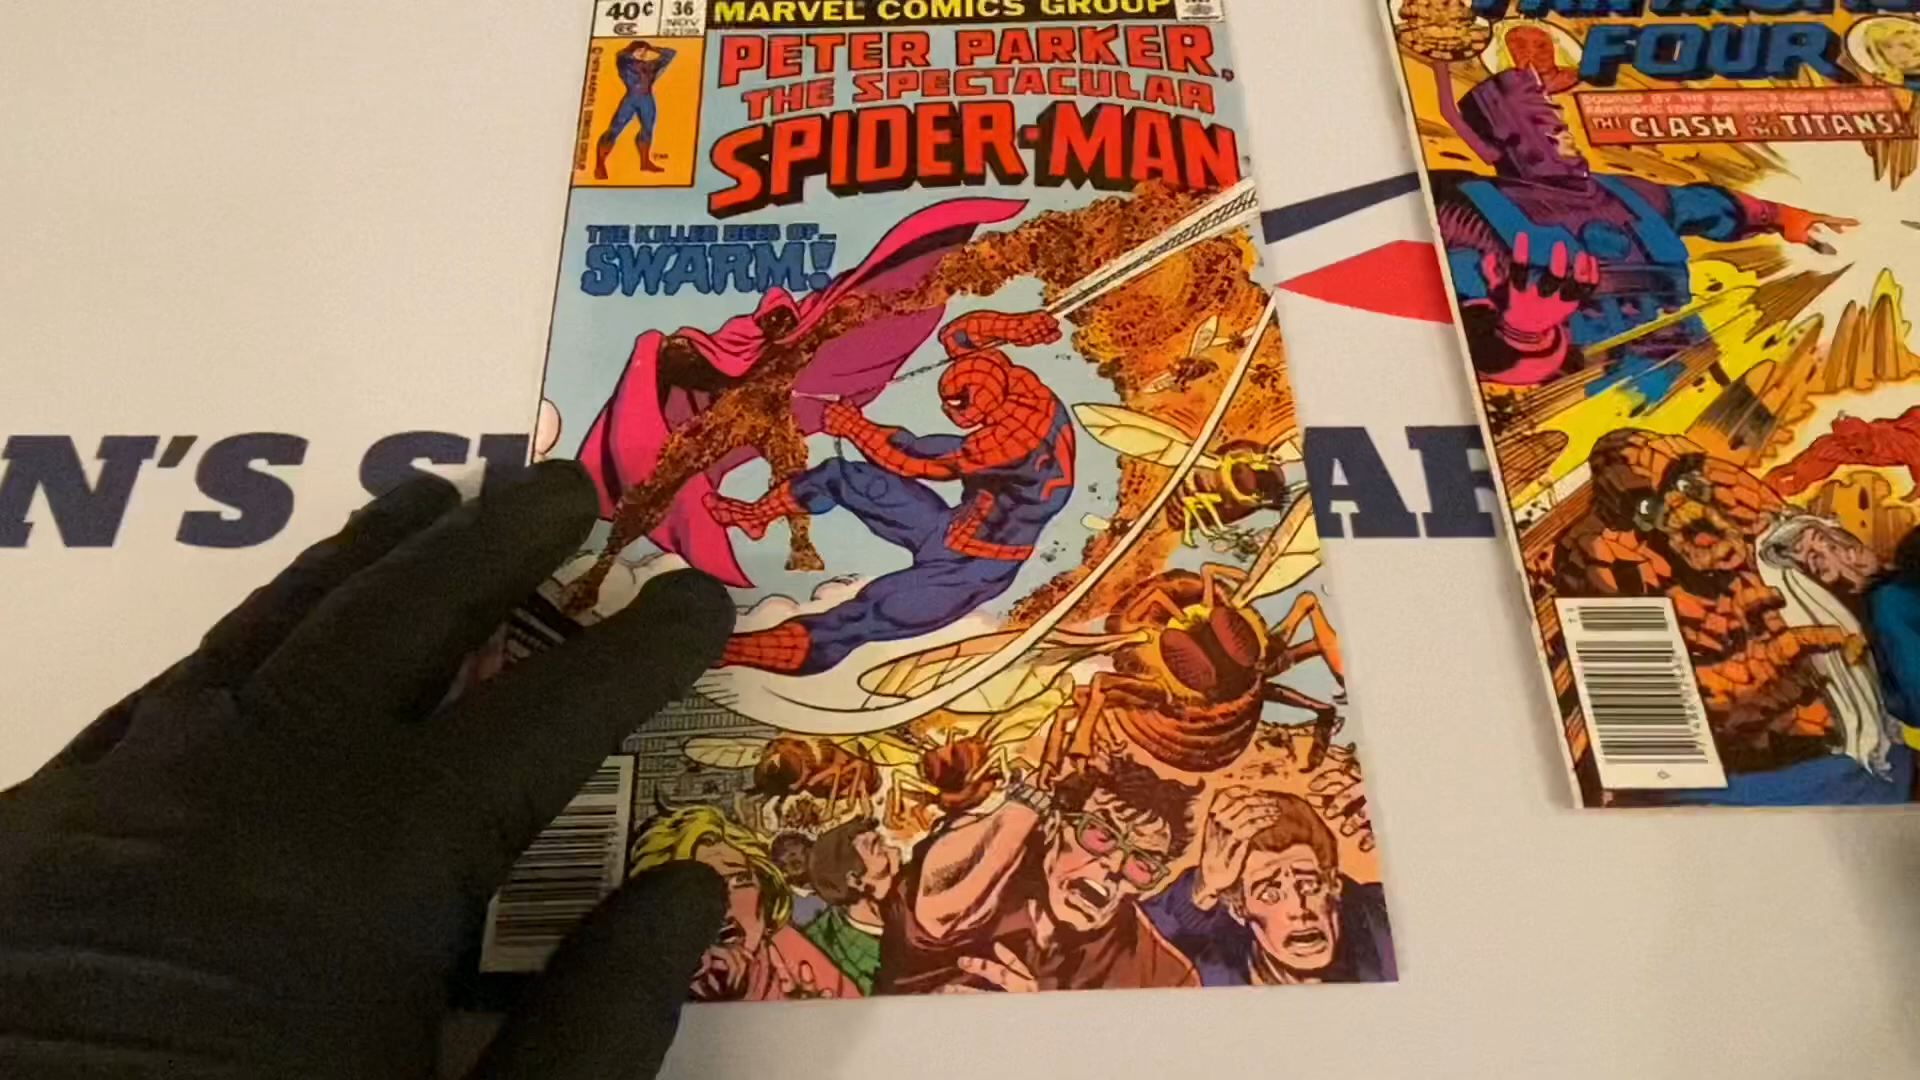 40¢
36
NOV
02199
MARVEL COMICS GROUP
PETER PARKER,
THE SPECTACULAR
SPIDER-MAN
THE KILLER BEES OF...
SWARM!
FOUR
THE CLASH OF THE TITANS!
N'S S
AR